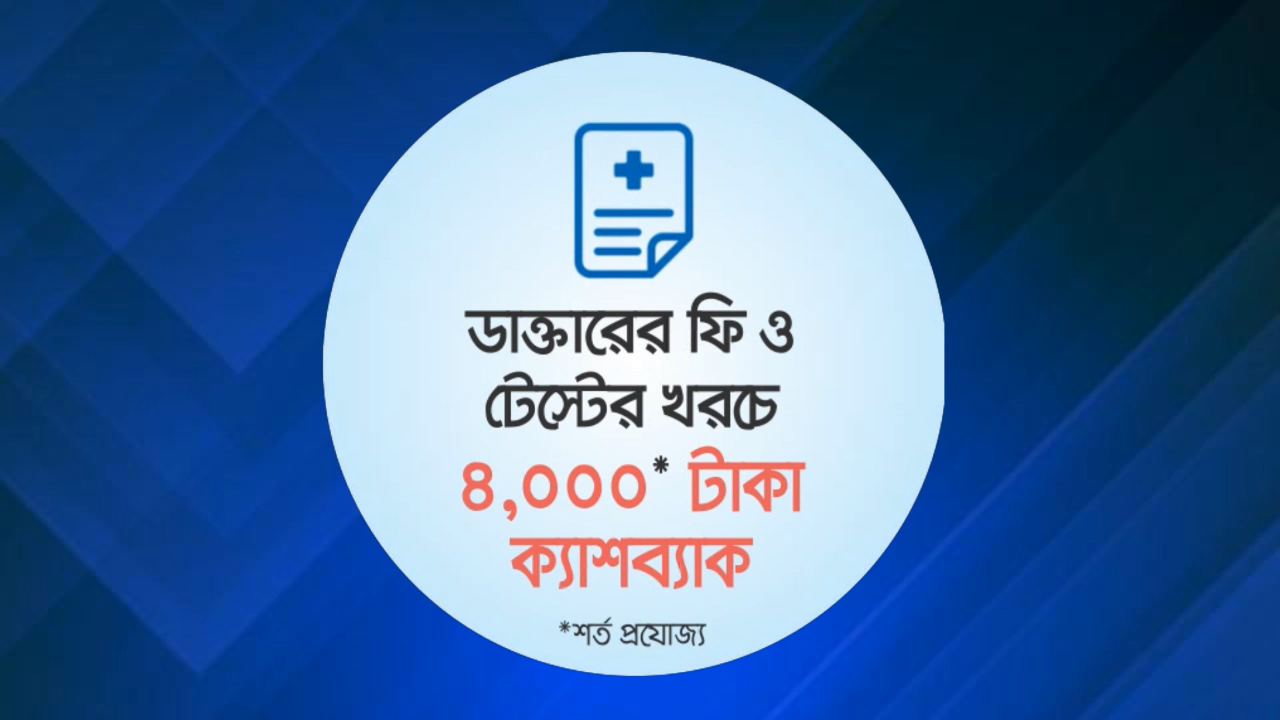 ডাক্তারের ফি ও
টেস্টের খরচে
৪,০০০* টাকা
ক্যাশব্যাক
*শর্ত প্রযোজ্য